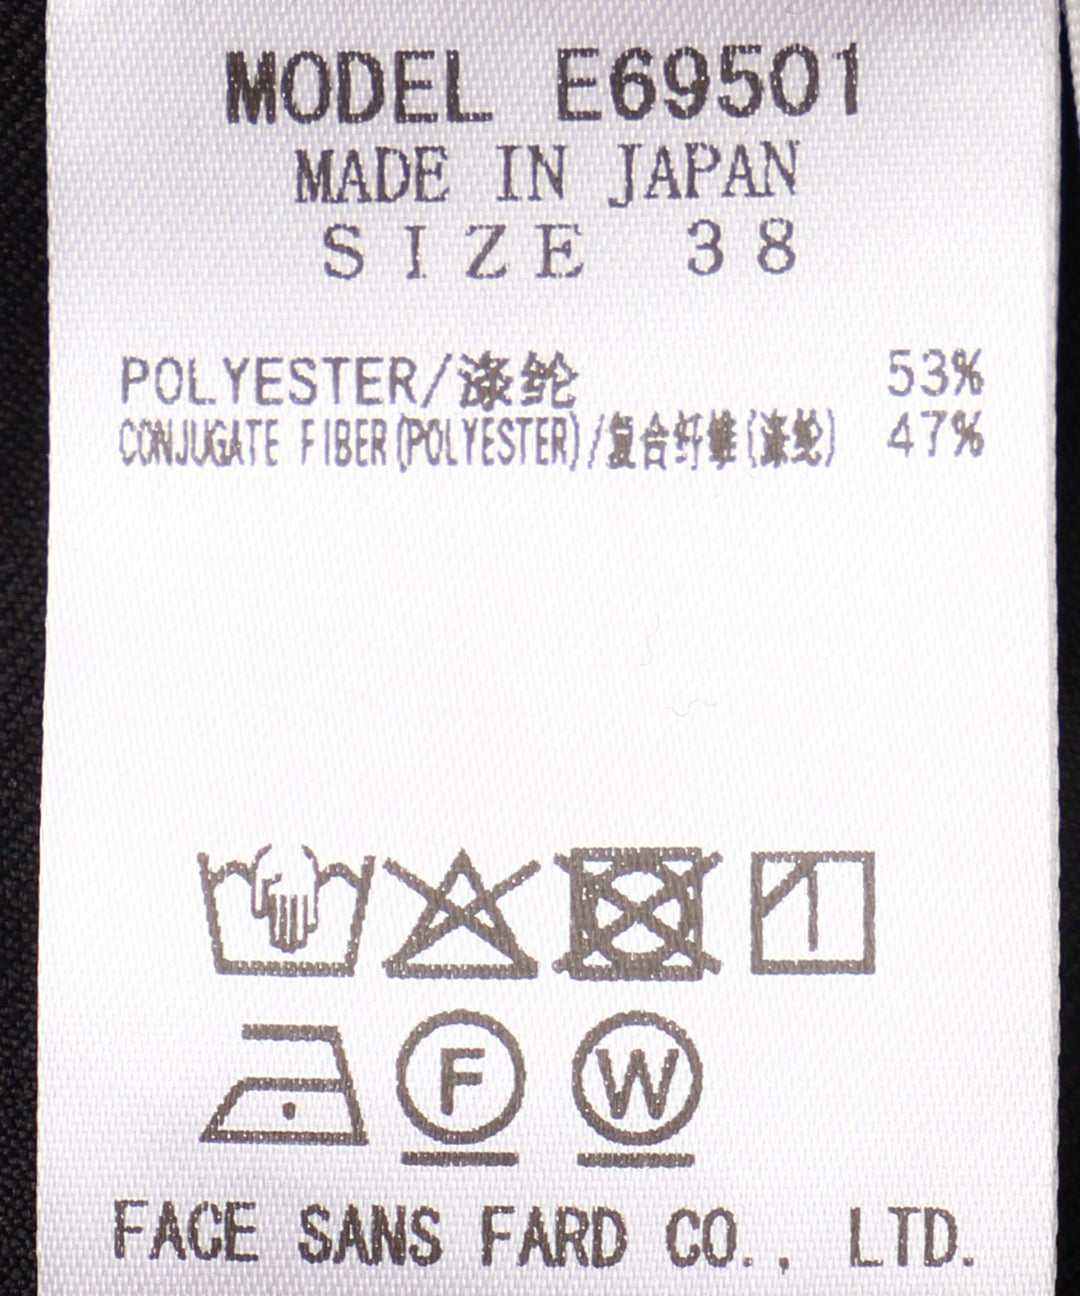 MODEL E69501
MADE IN JAPAN
SIZE 38
POLYESTER/涤纶 53%
CONJUGATE FIBER(POLYESTER)/复合纤维(涤纶) 47%
F W
FACE SANS FARD CO., LTD.